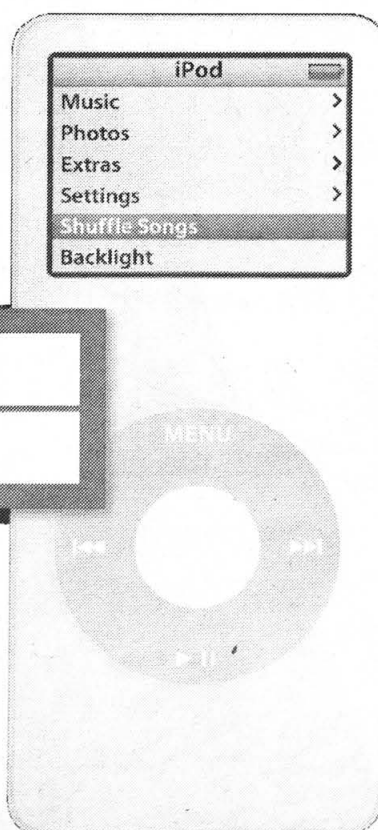 iPod
Music >
Photos >
Extras >
Settings >
Shuffle Songs
Backlight
MENU